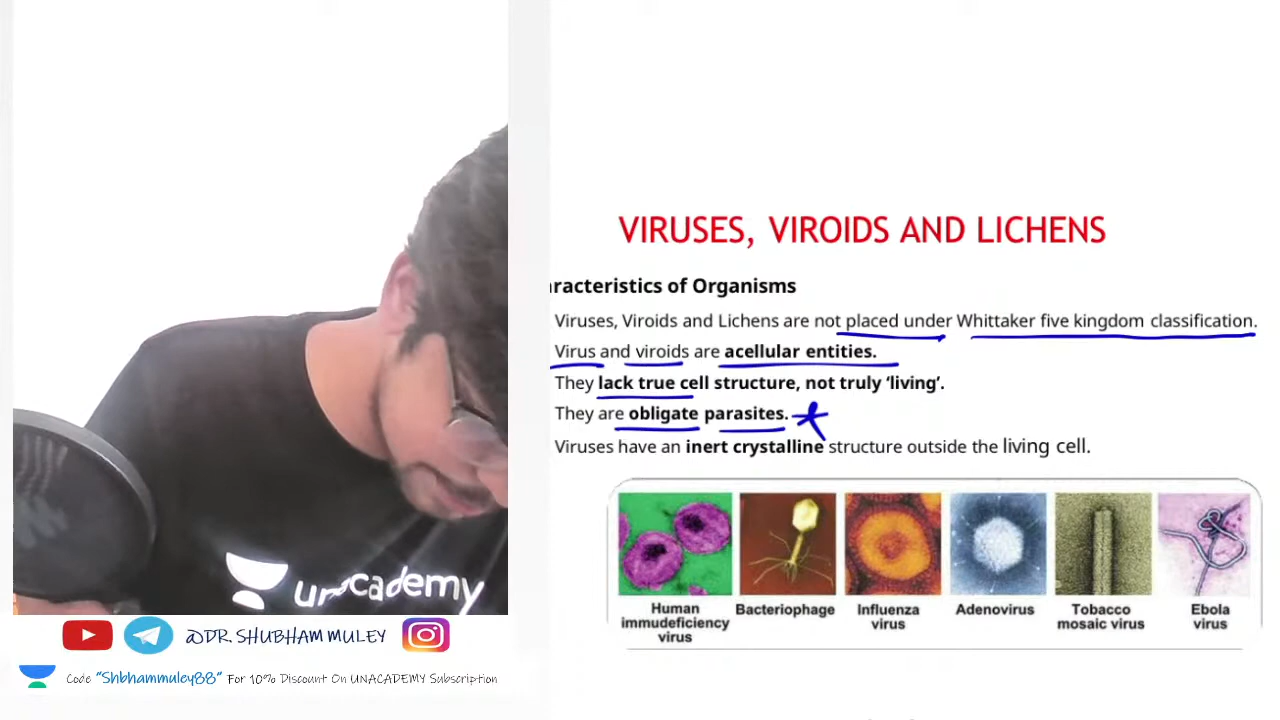 VIRUSES, VIROIDS AND LICHENS
aracteristics of Organisms
Viruses, Viroids and Lichens are not placed under Whittaker five kingdom classification.
Virus and viroids are acellular entities.
They lack true cell structure, not truly ‘living’.
They are obligate parasites.
Viruses have an inert crystalline structure outside the living cell.
Human immudeficiency virus
Bacteriophage
Influenza virus
Adenovirus
Tobacco mosaic virus
Ebola virus
unacademy
@DR. SHUBHAM MULEY
Code "Shbhammuley88" For 10% Discount On UNACADEMY Subscription